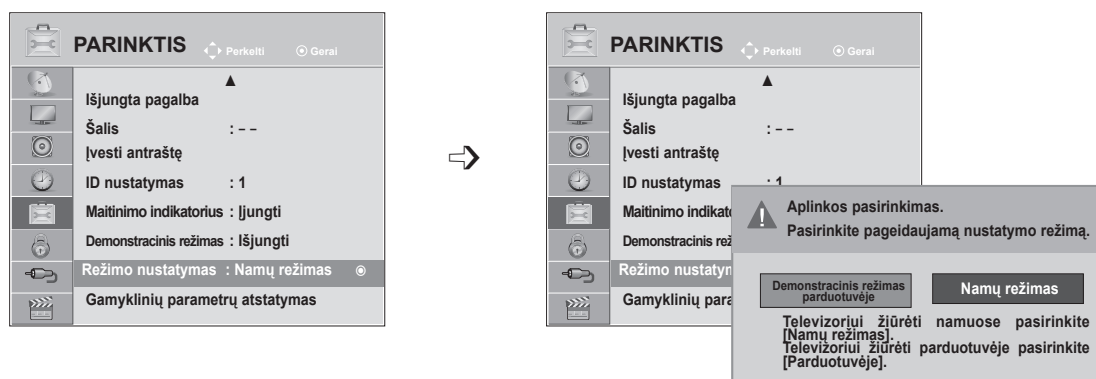 PARINKTIS Perkelti Gerai
▲
Išjungta pagalba
Šalis : – –
Įvesti antraštę
ID nustatymas : 1
Maitinimo indikatorius : Įjungti
Demonstracinis režimas : Išjungti
Režimo nustatymas : Namų režimas
Gamyklinių parametrų atstatymas
PARINKTIS Perkelti Gerai
▲
Išjungta pagalba
Šalis : – –
Įvesti antraštę
ID nustatymas : 1
Maitinimo indikato
Demonstracinis rež
Režimo nustatym
Gamyklinių para
Aplinkos pasirinkimas.
Pasirinkite pageidaujamą nustatymo režimą.
Demonstracinis režimas
parduotuvėje
Namų režimas
Televizoriui žiūrėti namuose pasirinkite
[Namų režimas].
Televizoriui žiūrėti parduotuvėje pasirinkite
[Parduotuvėje].